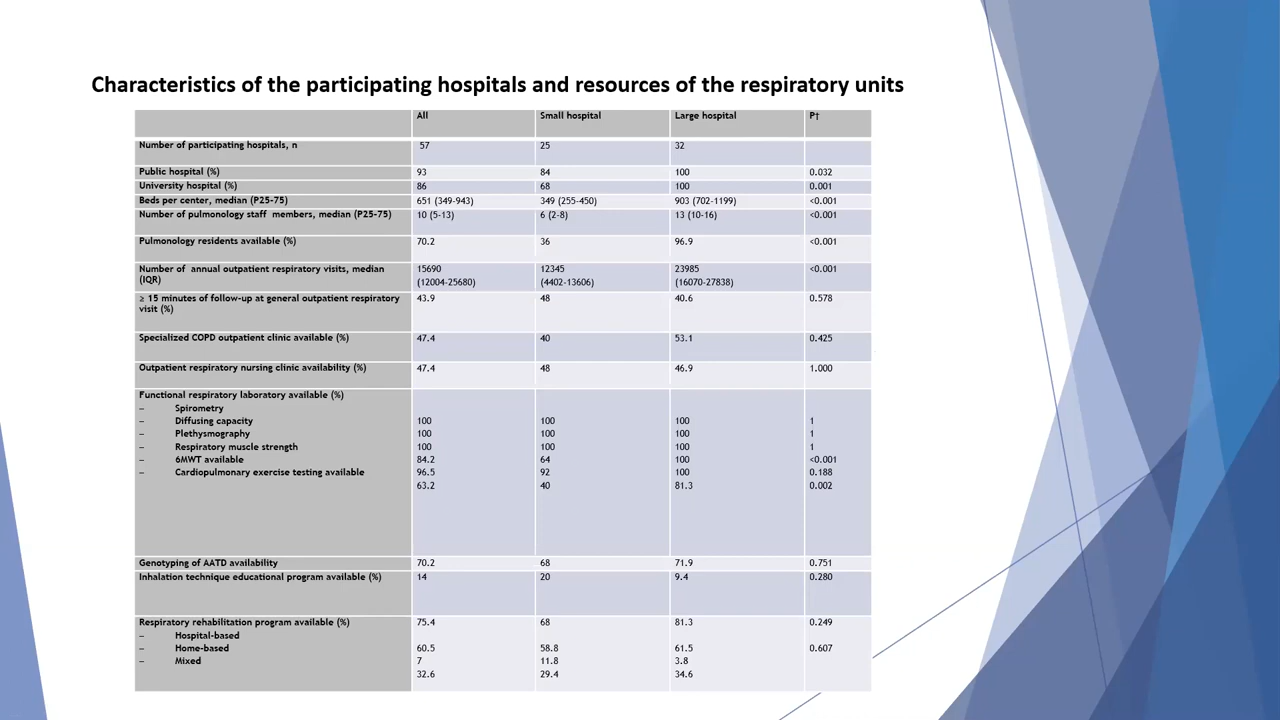 Characteristics of the participating hospitals and resources of the respiratory units
All Small hospital Large hospital P†
Number of participating hospitals, n 57 25 32
Public hospital (%) 93 84 100 0.032
University hospital (%) 86 68 100 0.001
Beds per center, median (P25-75) 651 (349-943) 349 (255-450) 903 (702-1199) <0.001
Number of pulmonology staff members, median (P25-75) 10 (5-13) 6 (2-8) 13 (10-16) <0.001
Pulmonology residents available (%) 70.2 36 96.9 <0.001
Number of annual outpatient respiratory visits, median 15690 12345 23985 <0.001
(IQR) (12004-25680) (4402-13606) (16070-27838)
≥ 15 minutes of follow-up at general outpatient respiratory 43.9 48 40.6 0.578
visit (%)
Specialized COPD outpatient clinic available (%) 47.4 40 53.1 0.425
Outpatient respiratory nursing clinic availability (%) 47.4 48 46.9 1.000
Functional respiratory laboratory available (%)
– Spirometry
– Diffusing capacity 100 100 100 1
– Plethysmography 100 100 100 1
– Respiratory muscle strength 100 100 100 1
– 6MWT available 84.2 64 100 <0.001
– Cardiopulmonary exercise testing available 96.5 92 100 0.188
63.2 40 81.3 0.002
Genotyping of AATD availability 70.2 68 71.9 0.751
Inhalation technique educational program available (%) 14 20 9.4 0.280
Respiratory rehabilitation program available (%) 75.4 68 81.3 0.249
– Hospital-based
– Home-based 60.5 58.8 61.5 0.607
– Mixed 7 11.8 3.8
32.6 29.4 34.6